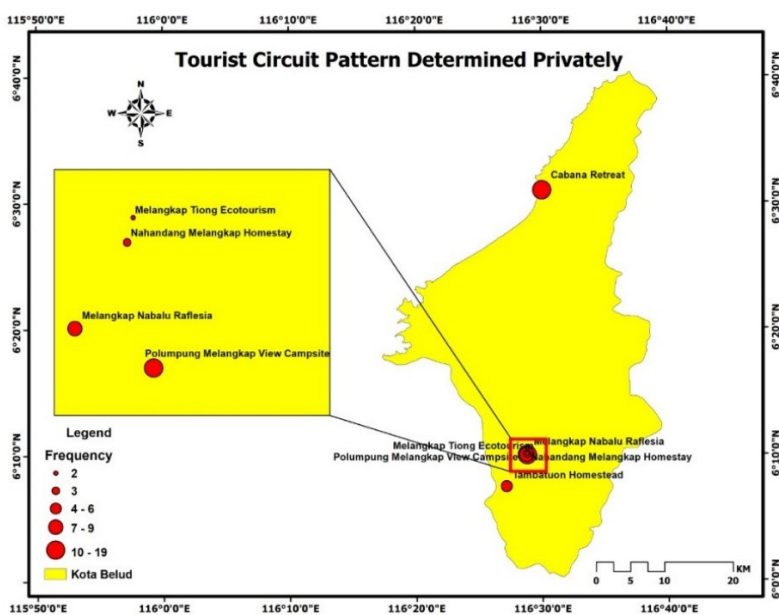 115°50'0"E 116°0'0"E 116°10'0"E 116°20'0"E 116°30'0"E 116°40'0"E
Tourist Circuit Pattern Determined Privately
6°40'0"N 6°40'0"N
N
W E
S
Cabana Retreat
6°30'0"N 6°30'0"N
Melangkap Tiong Ecotourism
Nahandang Melangkap Homestay
Melangkap Nabalu Raflesia
6°20'0"N 6°20'0"N
Polumpung Melangkap View Campsite
Melangkap Tiong Ecotourism Melangkap Nabalu Raflesia
Polumpung Melangkap View Campsite Nahandang Melangkap Homestay
Tambatuon Homestead
6°10'0"N 6°10'0"N
Legend
Frequency
2
3
4 - 6
7 - 9
10 - 19
Kota Belud
KM
0 5 10 20
6°0'0"N 6°0'0"N
115°50'0"E 116°0'0"E 116°10'0"E 116°20'0"E 116°30'0"E 116°40'0"E